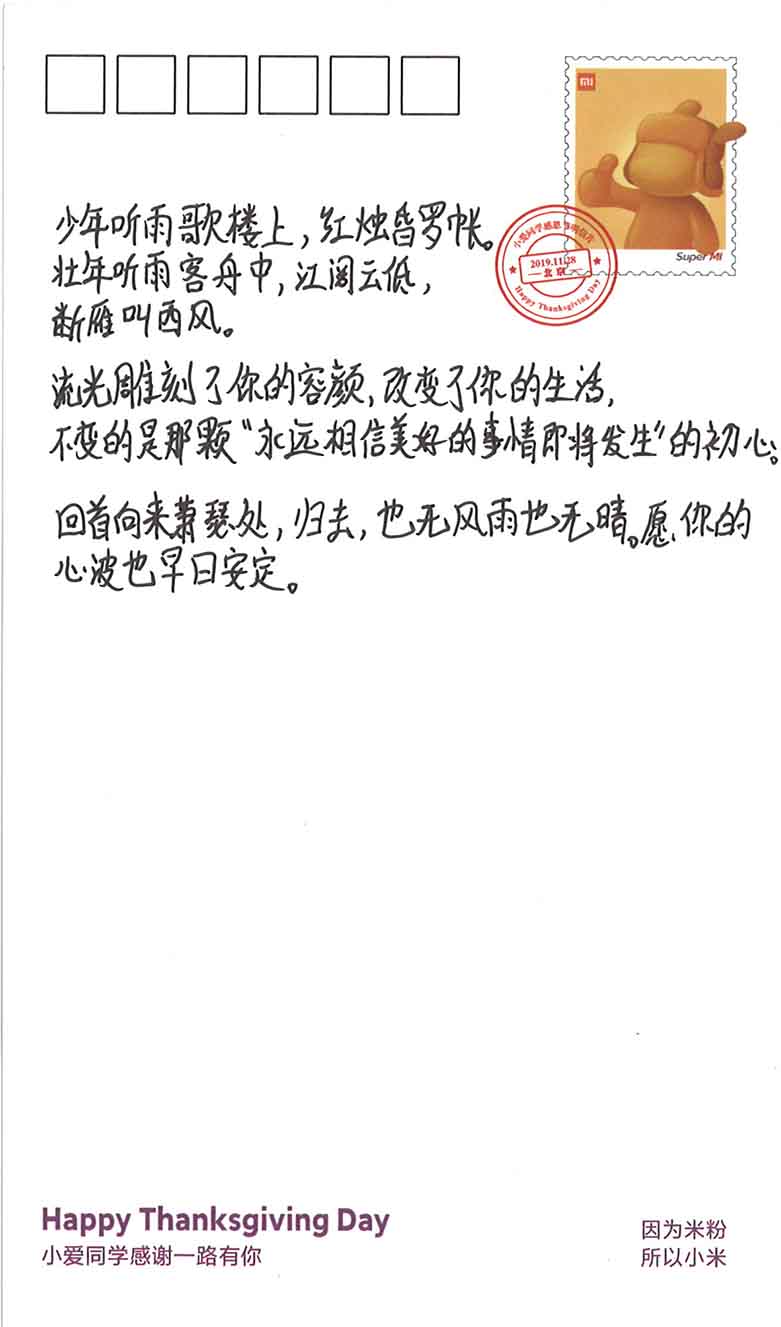 MI
Super MI
小爱同学感恩节明信片
2019.11.28
北京
Happy Thanksgiving Day
少年听雨歌楼上，红烛昏罗帐。
壮年听雨客舟中，江阔云低，
断雁叫西风。
流光雕刻了你的容颜，改变了你的生活，
不变的是那颗“永远相信美好的事情即将发生”的初心。
回首向来萧瑟处，归去，也无风雨也无晴。愿你的
心波也早日安定。
Happy Thanksgiving Day
小爱同学感谢一路有你
因为米粉
所以小米